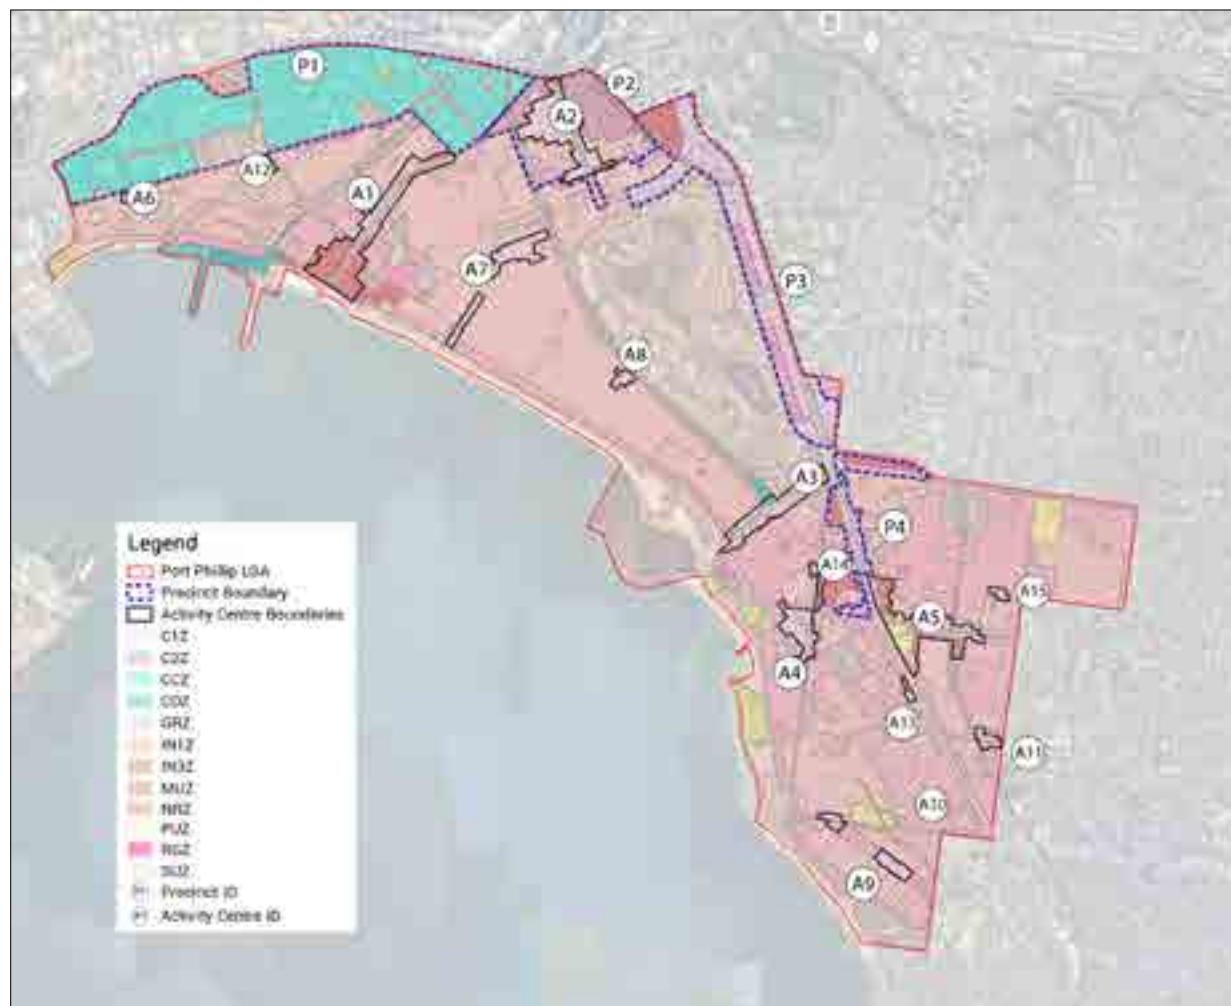 P1
P2
A2
A12
A6
A1
A7
P3
A8
A3
P4
A14
A15
A5
A4
A13
A11
A10
A9
Legend
Port Phillip LGA
Precinct Boundary
Activity Centre Boundaries
C1Z
C2Z
CCZ
CDZ
GRZ
IN1Z
IN3Z
MUZ
NRZ
PUZ
RGZ
SUZ
Precinct ID
Activity Centre ID